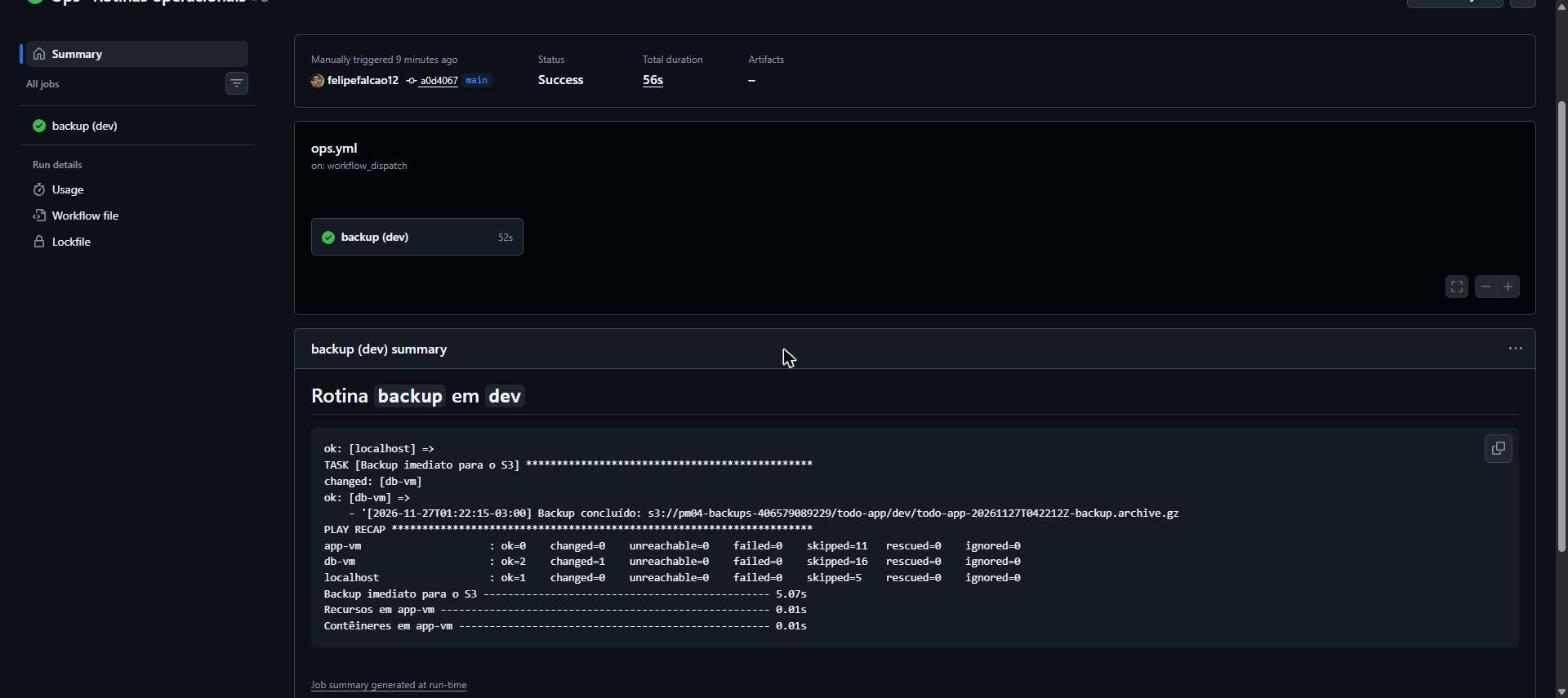 Summary
All jobs
backup (dev)
Run details
Usage
Workflow file
Lockfile
Manually triggered 9 minutes ago
felipefalcao12 a0d4067 main
Status
Success
Total duration
56s
Artifacts
–
ops.yml
on: workflow_dispatch
backup (dev) 52s
backup (dev) summary
Rotina backup em dev
ok: [localhost] =>
TASK [Backup imediato para o S3] ***********************************************
changed: [db-vm]
ok: [db-vm] =>
- '[2026-11-27T01:22:15-03:00] Backup concluído: s3://pm04-backups-406579089229/todo-app/dev/todo-app-20261127T042212Z-backup.archive.gz
PLAY RECAP *********************************************************************
app-vm : ok=0 changed=0 unreachable=0 failed=0 skipped=11 rescued=0 ignored=0
db-vm : ok=2 changed=1 unreachable=0 failed=0 skipped=16 rescued=0 ignored=0
localhost : ok=1 changed=0 unreachable=0 failed=0 skipped=5 rescued=0 ignored=0
Backup imediato para o S3 ----------------------------------------------- 5.07s
Recursos em app-vm ------------------------------------------------------ 0.01s
Contêineres em app-vm --------------------------------------------------- 0.01s
Job summary generated at run-time